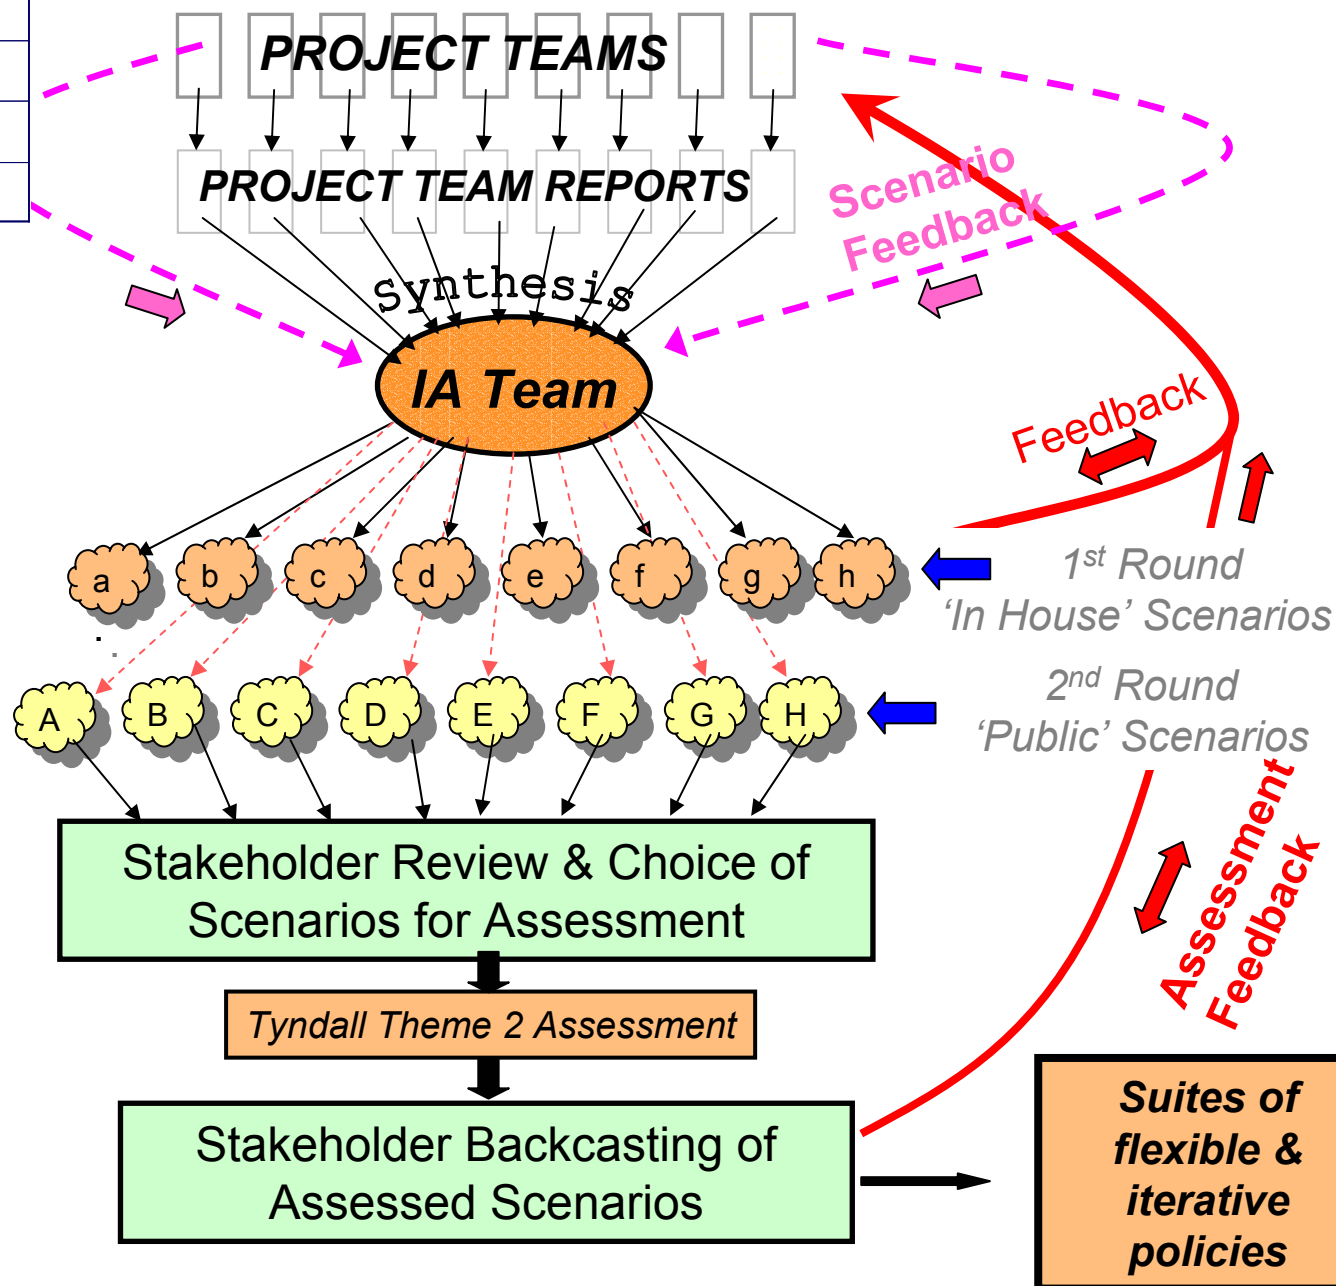 PROJECT TEAMS
PROJECT TEAM REPORTS
Scenario
Feedback
Synthesis
IA Team
Feedback
a b c d e f g h
1st Round
'In House' Scenarios
A B C D E F G H
2nd Round
'Public' Scenarios
Stakeholder Review & Choice of
Scenarios for Assessment
Assessment
Feedback
Tyndall Theme 2 Assessment
Stakeholder Backcasting of
Assessed Scenarios
Suites of
flexible &
iterative
policies